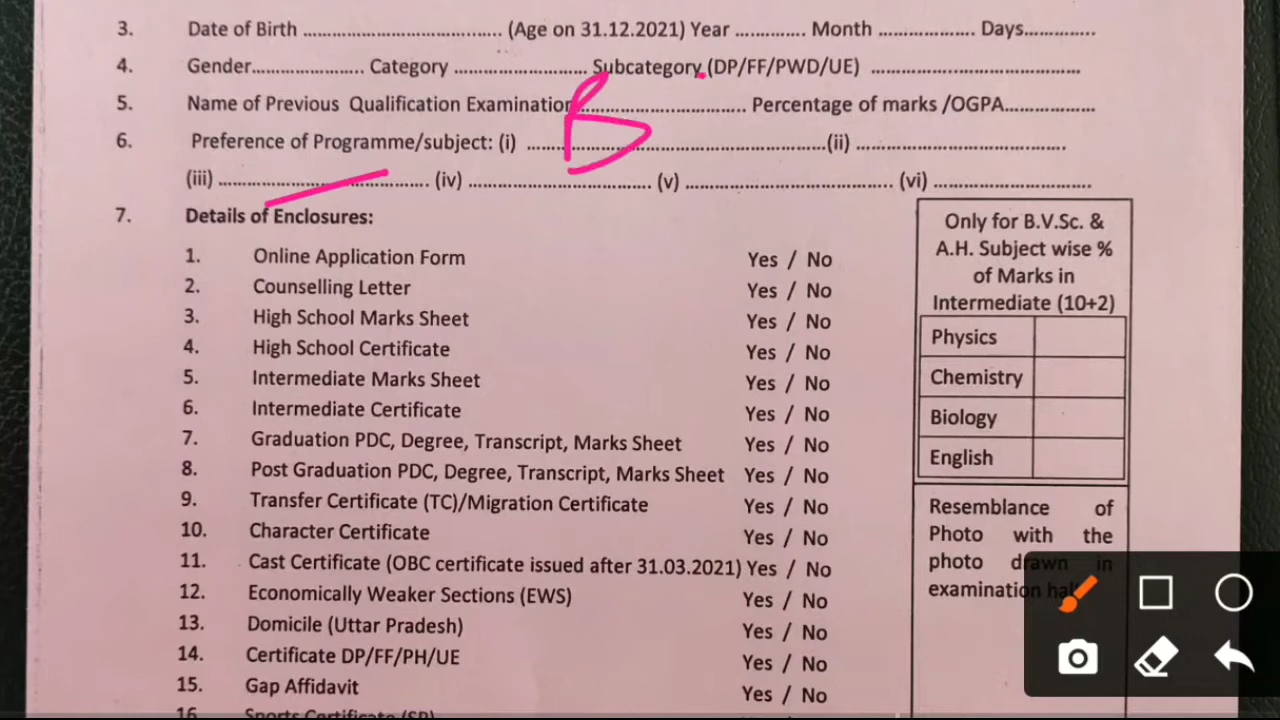 3. Date of Birth .................................... (Age on 31.12.2021) Year ............. Month .................. Days..............
4. Gender..................... Category ......................... Subcategory (DP/FF/PWD/UE) ........................................
5. Name of Previous Qualification Examination................................ Percentage of marks /OGPA.................
6. Preference of Programme/subject: (i) .........................................................(ii) ........................................
(iii) ........................................ (iv) ................................... (v) ........................................ (vi) ..............................
7. Details of Enclosures:
1. Online Application Form Yes / No
2. Counselling Letter Yes / No
3. High School Marks Sheet Yes / No
4. High School Certificate Yes / No
5. Intermediate Marks Sheet Yes / No
6. Intermediate Certificate Yes / No
7. Graduation PDC, Degree, Transcript, Marks Sheet Yes / No
8. Post Graduation PDC, Degree, Transcript, Marks Sheet Yes / No
9. Transfer Certificate (TC)/Migration Certificate Yes / No
10. Character Certificate Yes / No
11. Cast Certificate (OBC certificate issued after 31.03.2021) Yes / No
12. Economically Weaker Sections (EWS) Yes / No
13. Domicile (Uttar Pradesh) Yes / No
14. Certificate DP/FF/PH/UE Yes / No
15. Gap Affidavit Yes / No
16. Sports Certificate (SP)
Only for B.V.Sc. &
A.H. Subject wise %
of Marks in
Intermediate (10+2)
Physics
Chemistry
Biology
English
Resemblance of
Photo with the
photo drawn in
examination hall